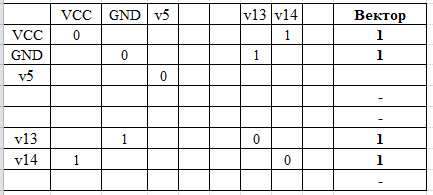 VCC GND v5 v13 v14 Вектор
VCC 0 1 1
GND 0 1 1
v5 0
-
-
v13 1 0 1
v14 1 0 1
-